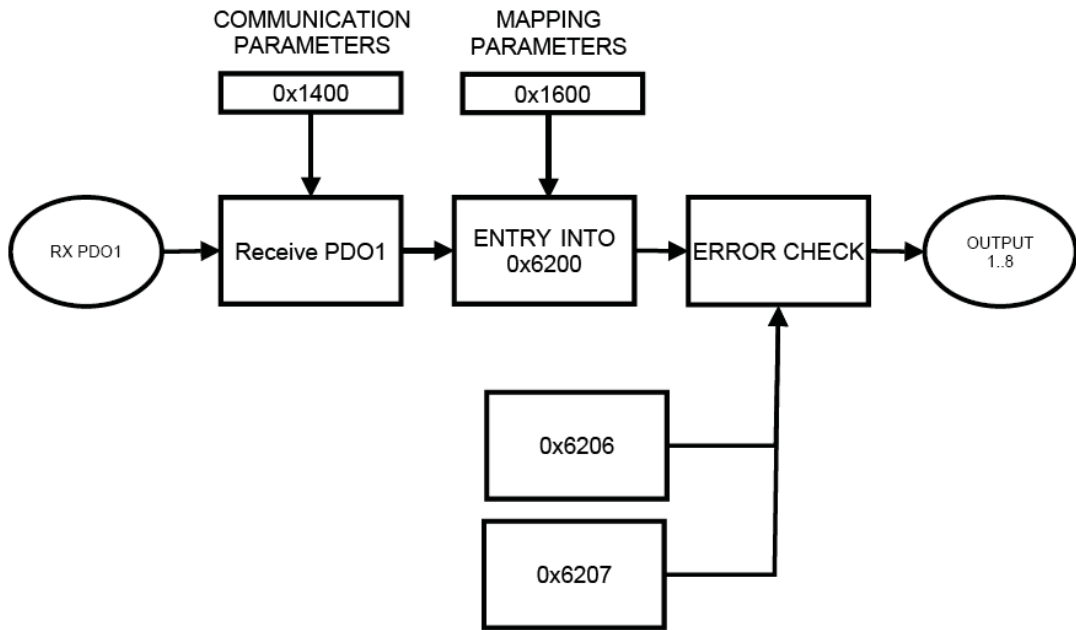 COMMUNICATION
PARAMETERS
MAPPING
PARAMETERS
0x1400
0x1600
RX PDO1
Receive PDO1
ENTRY INTO
0x6200
ERROR CHECK
OUTPUT
1..8
0x6206
0x6207